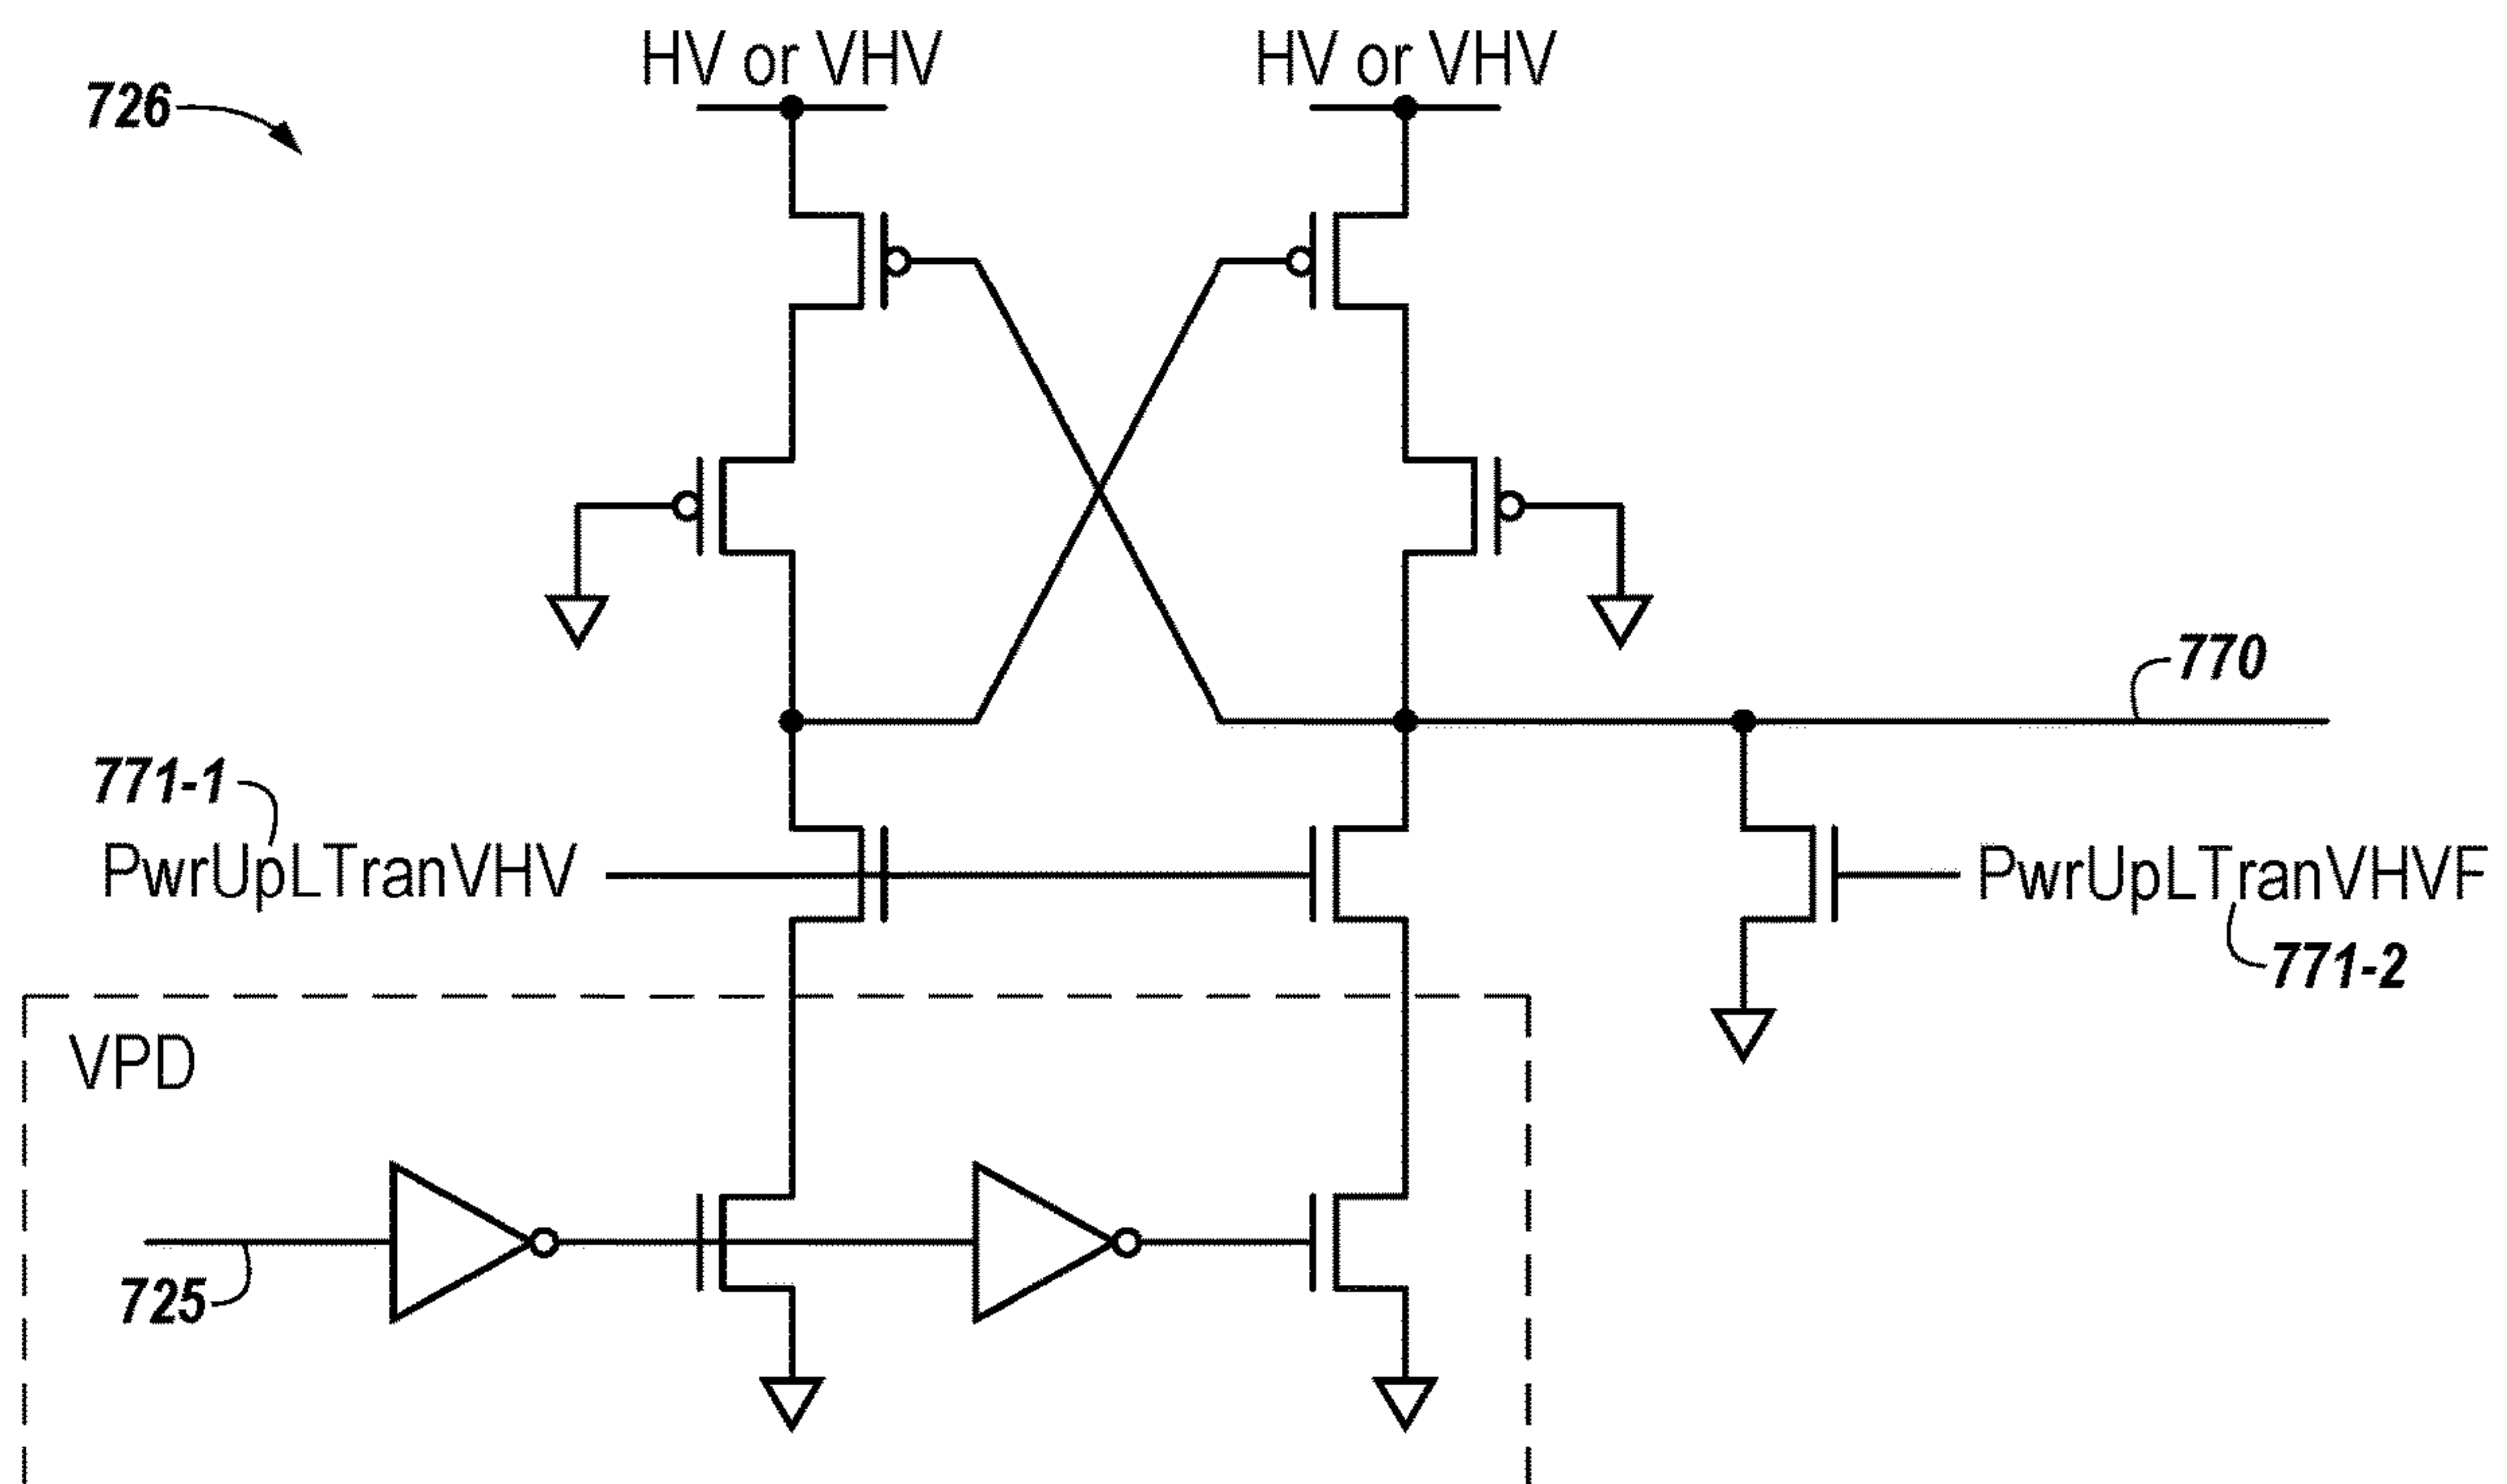 HV or VHV
HV or VHV
726
770
771-1
PwrUpLTranVHV
PwrUpLTranVHVF
771-2
VPD
725